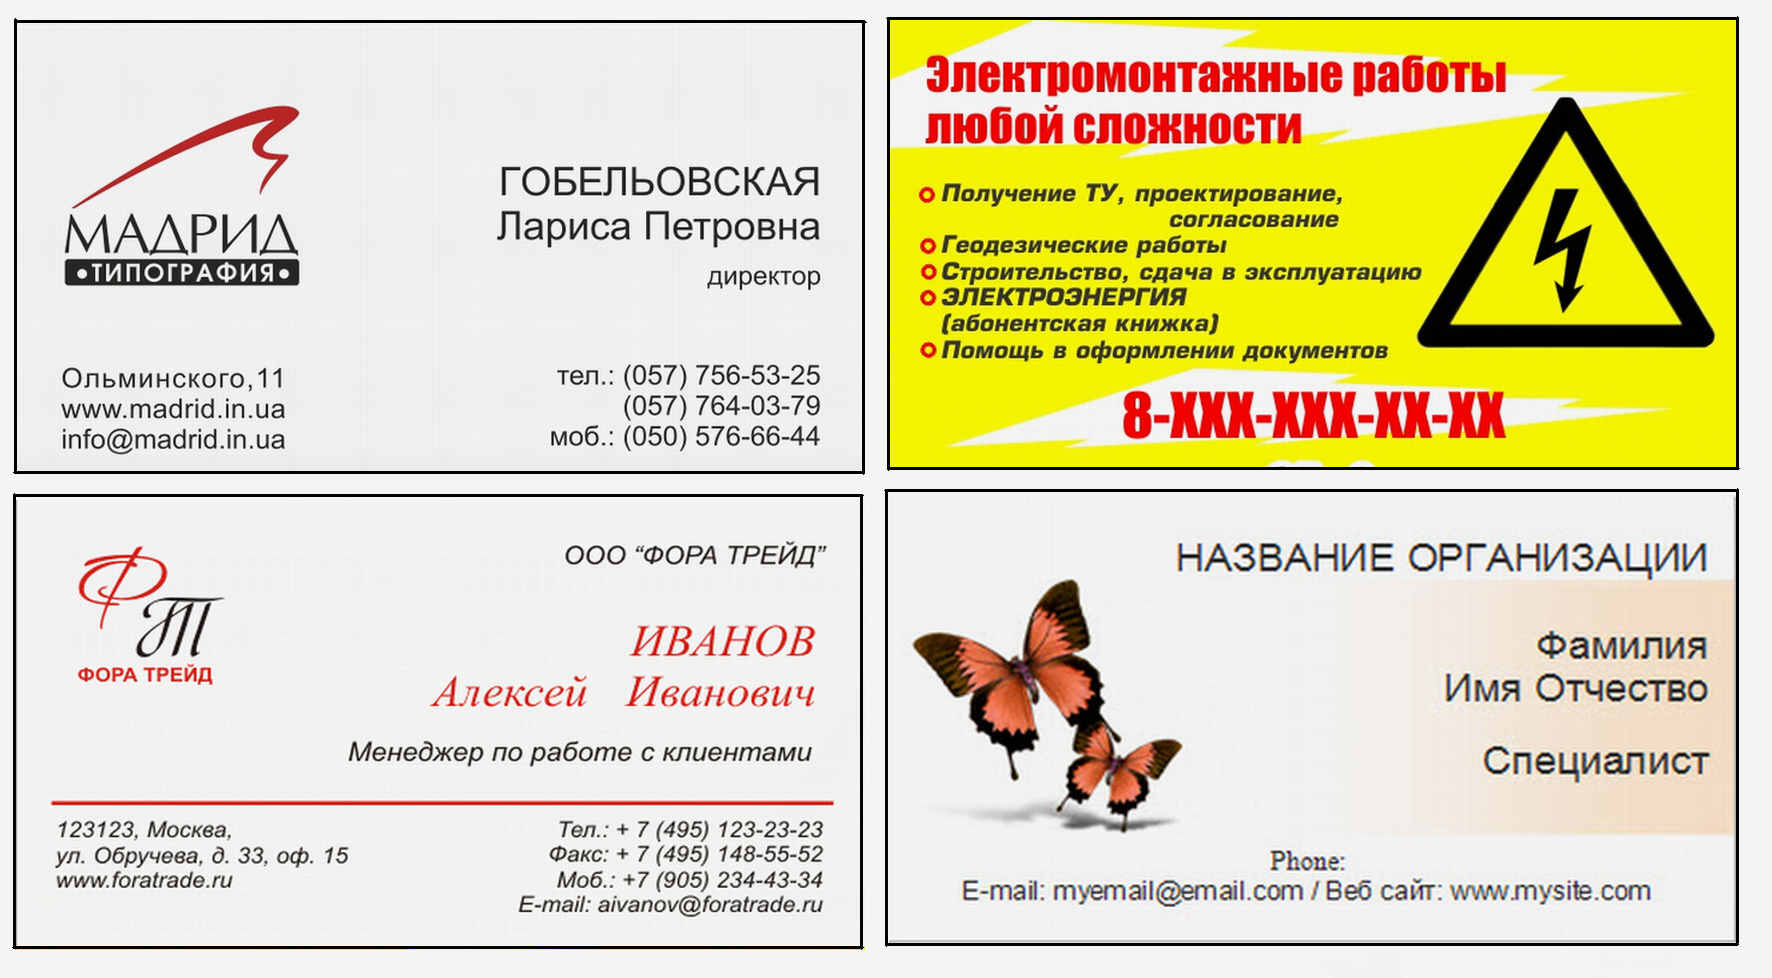 МАДРИД
•ТИПОГРАФИЯ•
ГОБЕЛЬОВСКАЯ
Лариса Петровна
директор
Ольминского,11
www.madrid.in.ua
info@madrid.in.ua
тел.: (057) 756-53-25
(057) 764-03-79
моб.: (050) 576-66-44
Электромонтажные работы
любой сложности
Получение ТУ, проектирование,
согласование
Геодезические работы
Строительство, сдача в эксплуатацию
ЭЛЕКТРОЭНЕРГИЯ
(абонентская книжка)
Помощь в оформлении документов
8-XXX-XXX-XX-XX
ФТ
ФОРА ТРЕЙД
ООО “ФОРА ТРЕЙД”
ИВАНОВ
Алексей Иванович
Менеджер по работе с клиентами
123123, Москва,
ул. Обручева, д. 33, оф. 15
www.foratrade.ru
Тел.: + 7 (495) 123-23-23
Факс: + 7 (495) 148-55-52
Моб.: +7 (905) 234-43-34
E-mail: aivanov@foratrade.ru
НАЗВАНИЕ ОРГАНИЗАЦИИ
Фамилия
Имя Отчество
Специалист
Phone:
E-mail: myemail@email.com / Веб сайт: www.mysite.com